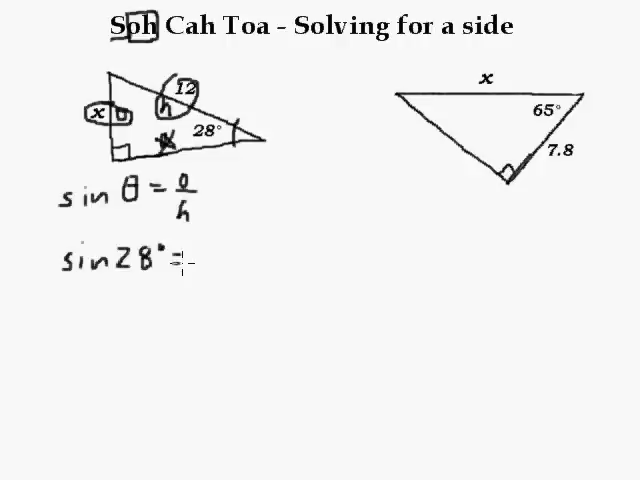 Soh Cah Toa - Solving for a side
12
h
x o
28°
x
65°
7.8
sin θ = o/h
sin 28° =